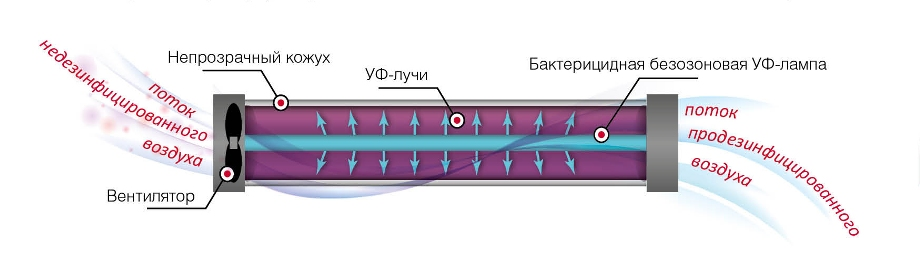 Непрозрачный кожух
УФ-лучи
Бактерицидная безозоновая УФ-лампа
поток
недезинфицированного
воздуха
поток
продезинфицированного
воздуха
Вентилятор